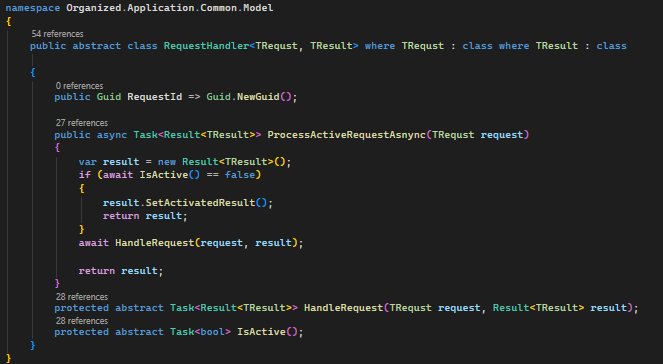 namespace Organized.Application.Common.Model
{
54 references
public abstract class RequestHandler<TRequst, TResult> where TRequst : class where TResult : class
{
0 references
public Guid RequestId => Guid.NewGuid();
27 references
public async Task<Result<TResult>> ProcessActiveRequestAsnync(TRequst request)
{
var result = new Result<TResult>();
if (await IsActive() == false)
{
result.SetActivatedResult();
return result;
}
await HandleRequest(request, result);
return result;
}
28 references
protected abstract Task<Result<TResult>> HandleRequest(TRequst request, Result<TResult> result);
28 references
protected abstract Task<bool> IsActive();
}
}